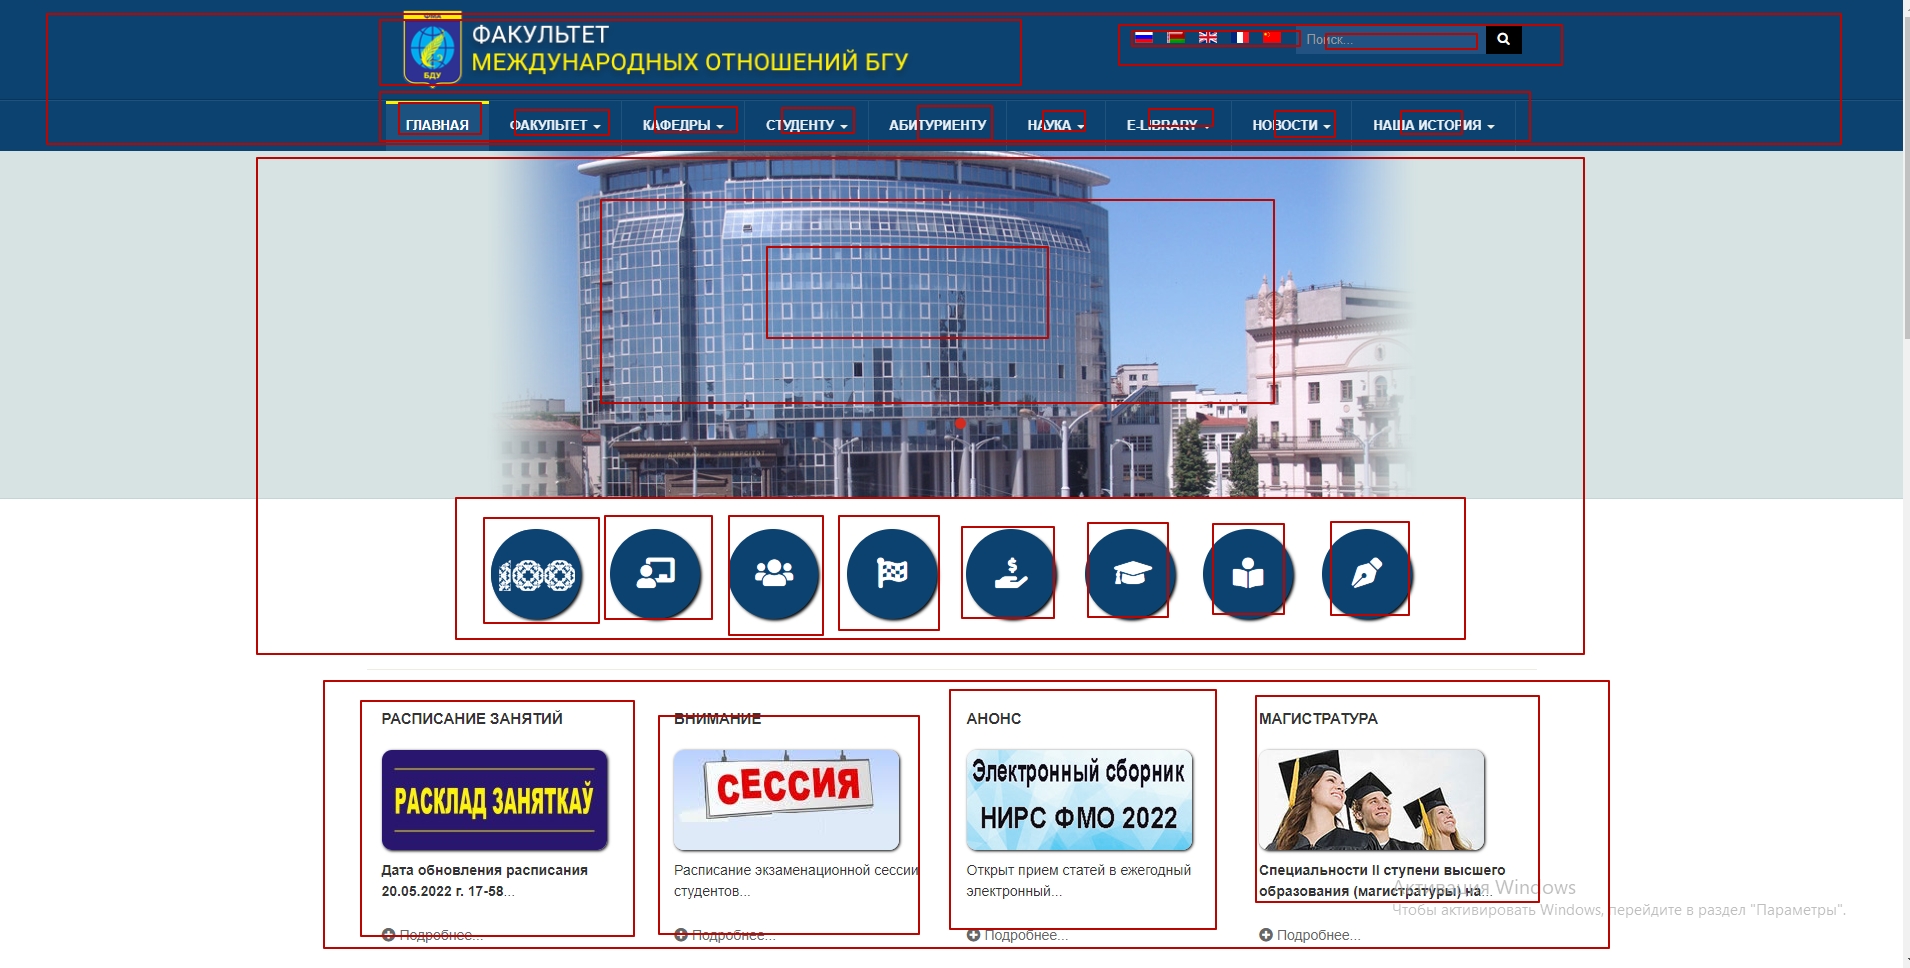 ФМА
БДУ
ФАКУЛЬТЕТ
МЕЖДУНАРОДНЫХ ОТНОШЕНИЙ БГУ
Поиск...
ГЛАВНАЯ ФАКУЛЬТЕТ КАФЕДРЫ СТУДЕНТУ АБИТУРИЕНТУ НАУКА E-LIBRARY НОВОСТИ НАША ИСТОРИЯ
100
РАСПИСАНИЕ ЗАНЯТИЙ
РАСКЛАД ЗАНЯТКАЎ
Дата обновления расписания
20.05.2022 г. 17-58...
Подробнее...
ВНИМАНИЕ
СЕССИЯ
Расписание экзаменационной сессии
студентов...
Подробнее...
АНОНС
Электронный сборник
НИРС ФМО 2022
Открыт прием статей в ежегодный
электронный...
Подробнее...
МАГИСТРАТУРА
Специальности II ступени высшего
образования (магистратуры) на...
Подробнее...
Активация Windows
Чтобы активировать Windows, перейдите в раздел "Параметры".